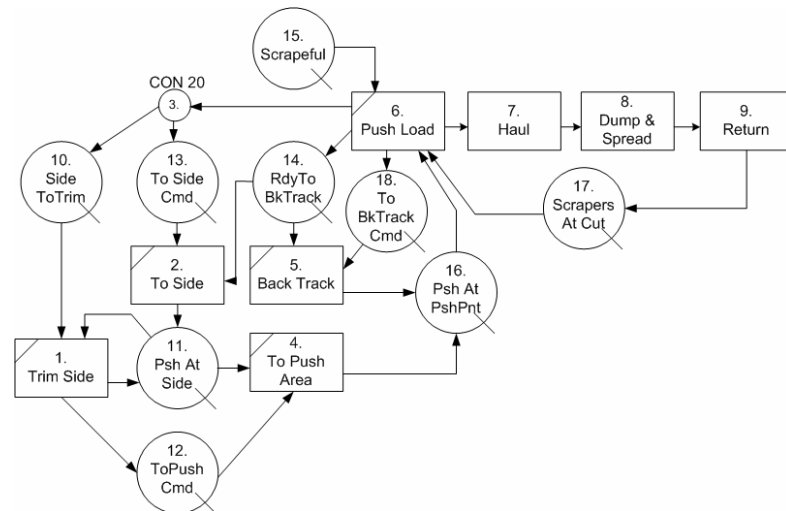 15.
Scrapeful
CON 20
3.
6.
Push Load
7.
Haul
8.
Dump &
Spread
9.
Return
10.
Side
ToTrim
13.
To Side
Cmd
14.
RdyTo
BkTrack
18.
To
BkTrack
Cmd
17.
Scrapers
At Cut
2.
To Side
5.
Back Track
16.
Psh At
PshPnt
1.
Trim Side
11.
Psh At
Side
4.
To Push
Area
12.
ToPush
Cmd